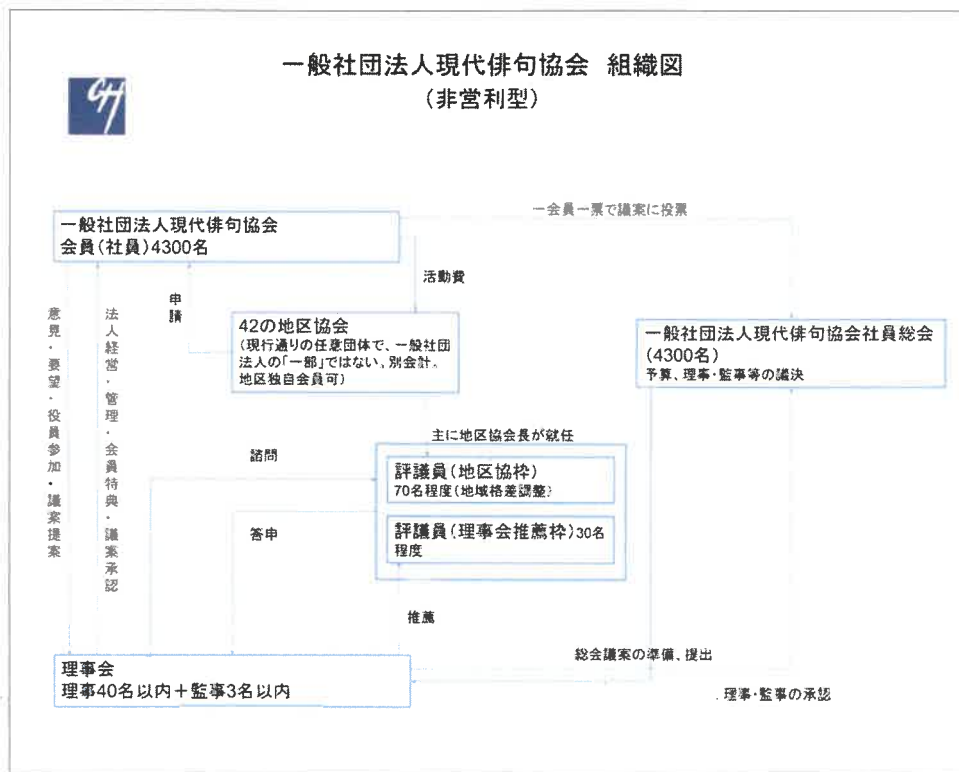 一般社団法人現代俳句協会 組織図
(非営利型)
GH
一会員一票で議案に投票
一般社団法人現代俳句協会
会員(社員)4300名
活動費
申請
意見・要望・役員参加・議案提案
法人経営・管理・会員特典・議案承認
42の地区協会
(現行通りの任意団体で、一般社団
法人の「一部」ではない。別会計。
地区独自会員可)
一般社団法人現代俳句協会社員総会
(4300名)
予算、理事・監事等の議決
主に地区協会長が就任
諮問
評議員(地区協枠)
70名程度(地域格差調整)
答申
評議員(理事会推薦枠)30名
程度
推薦
総会議案の準備、提出
理事会
理事40名以内+監事3名以内
.理事・監事の承認